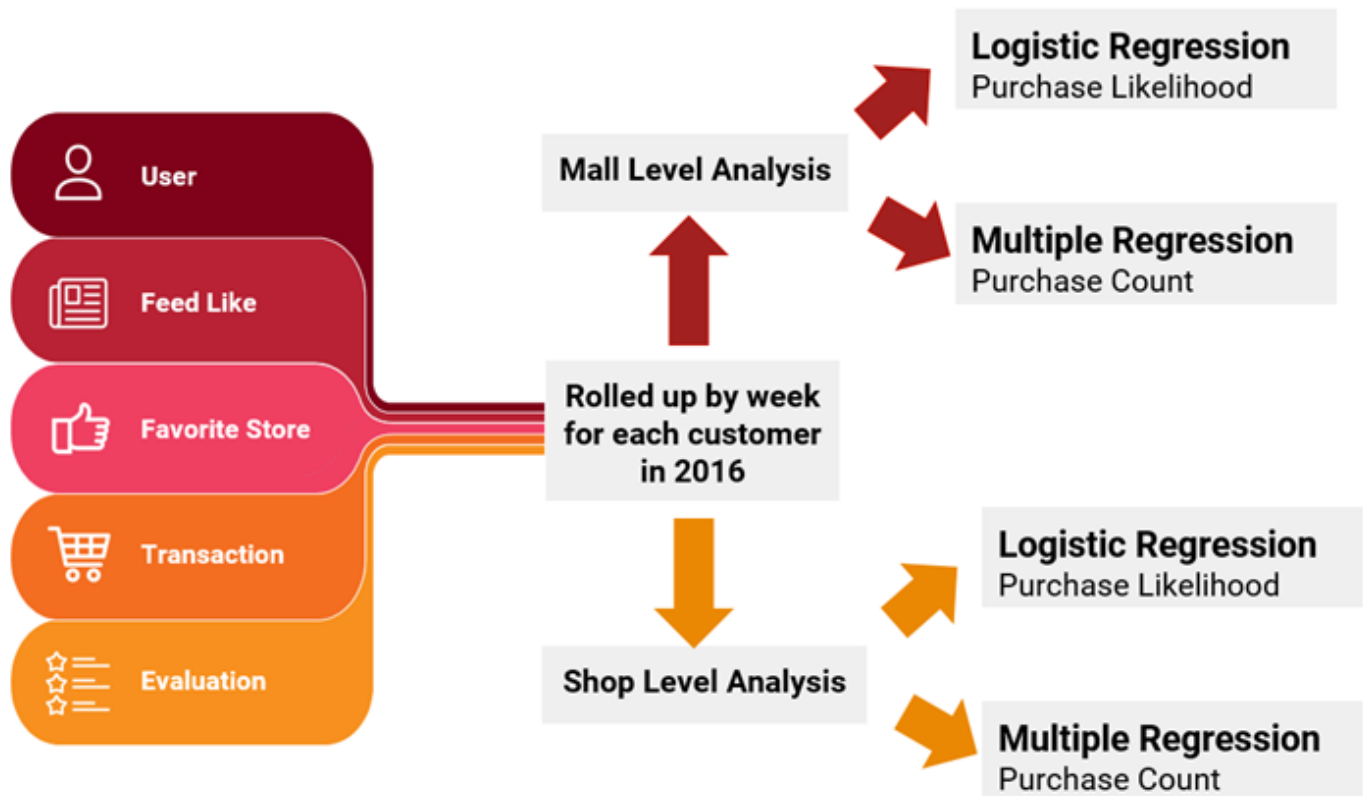 User
Feed Like
Favorite Store
Transaction
Evaluation
Rolled up by week
for each customer
in 2016
Mall Level Analysis
Logistic Regression
Purchase Likelihood
Multiple Regression
Purchase Count
Shop Level Analysis
Logistic Regression
Purchase Likelihood
Multiple Regression
Purchase Count